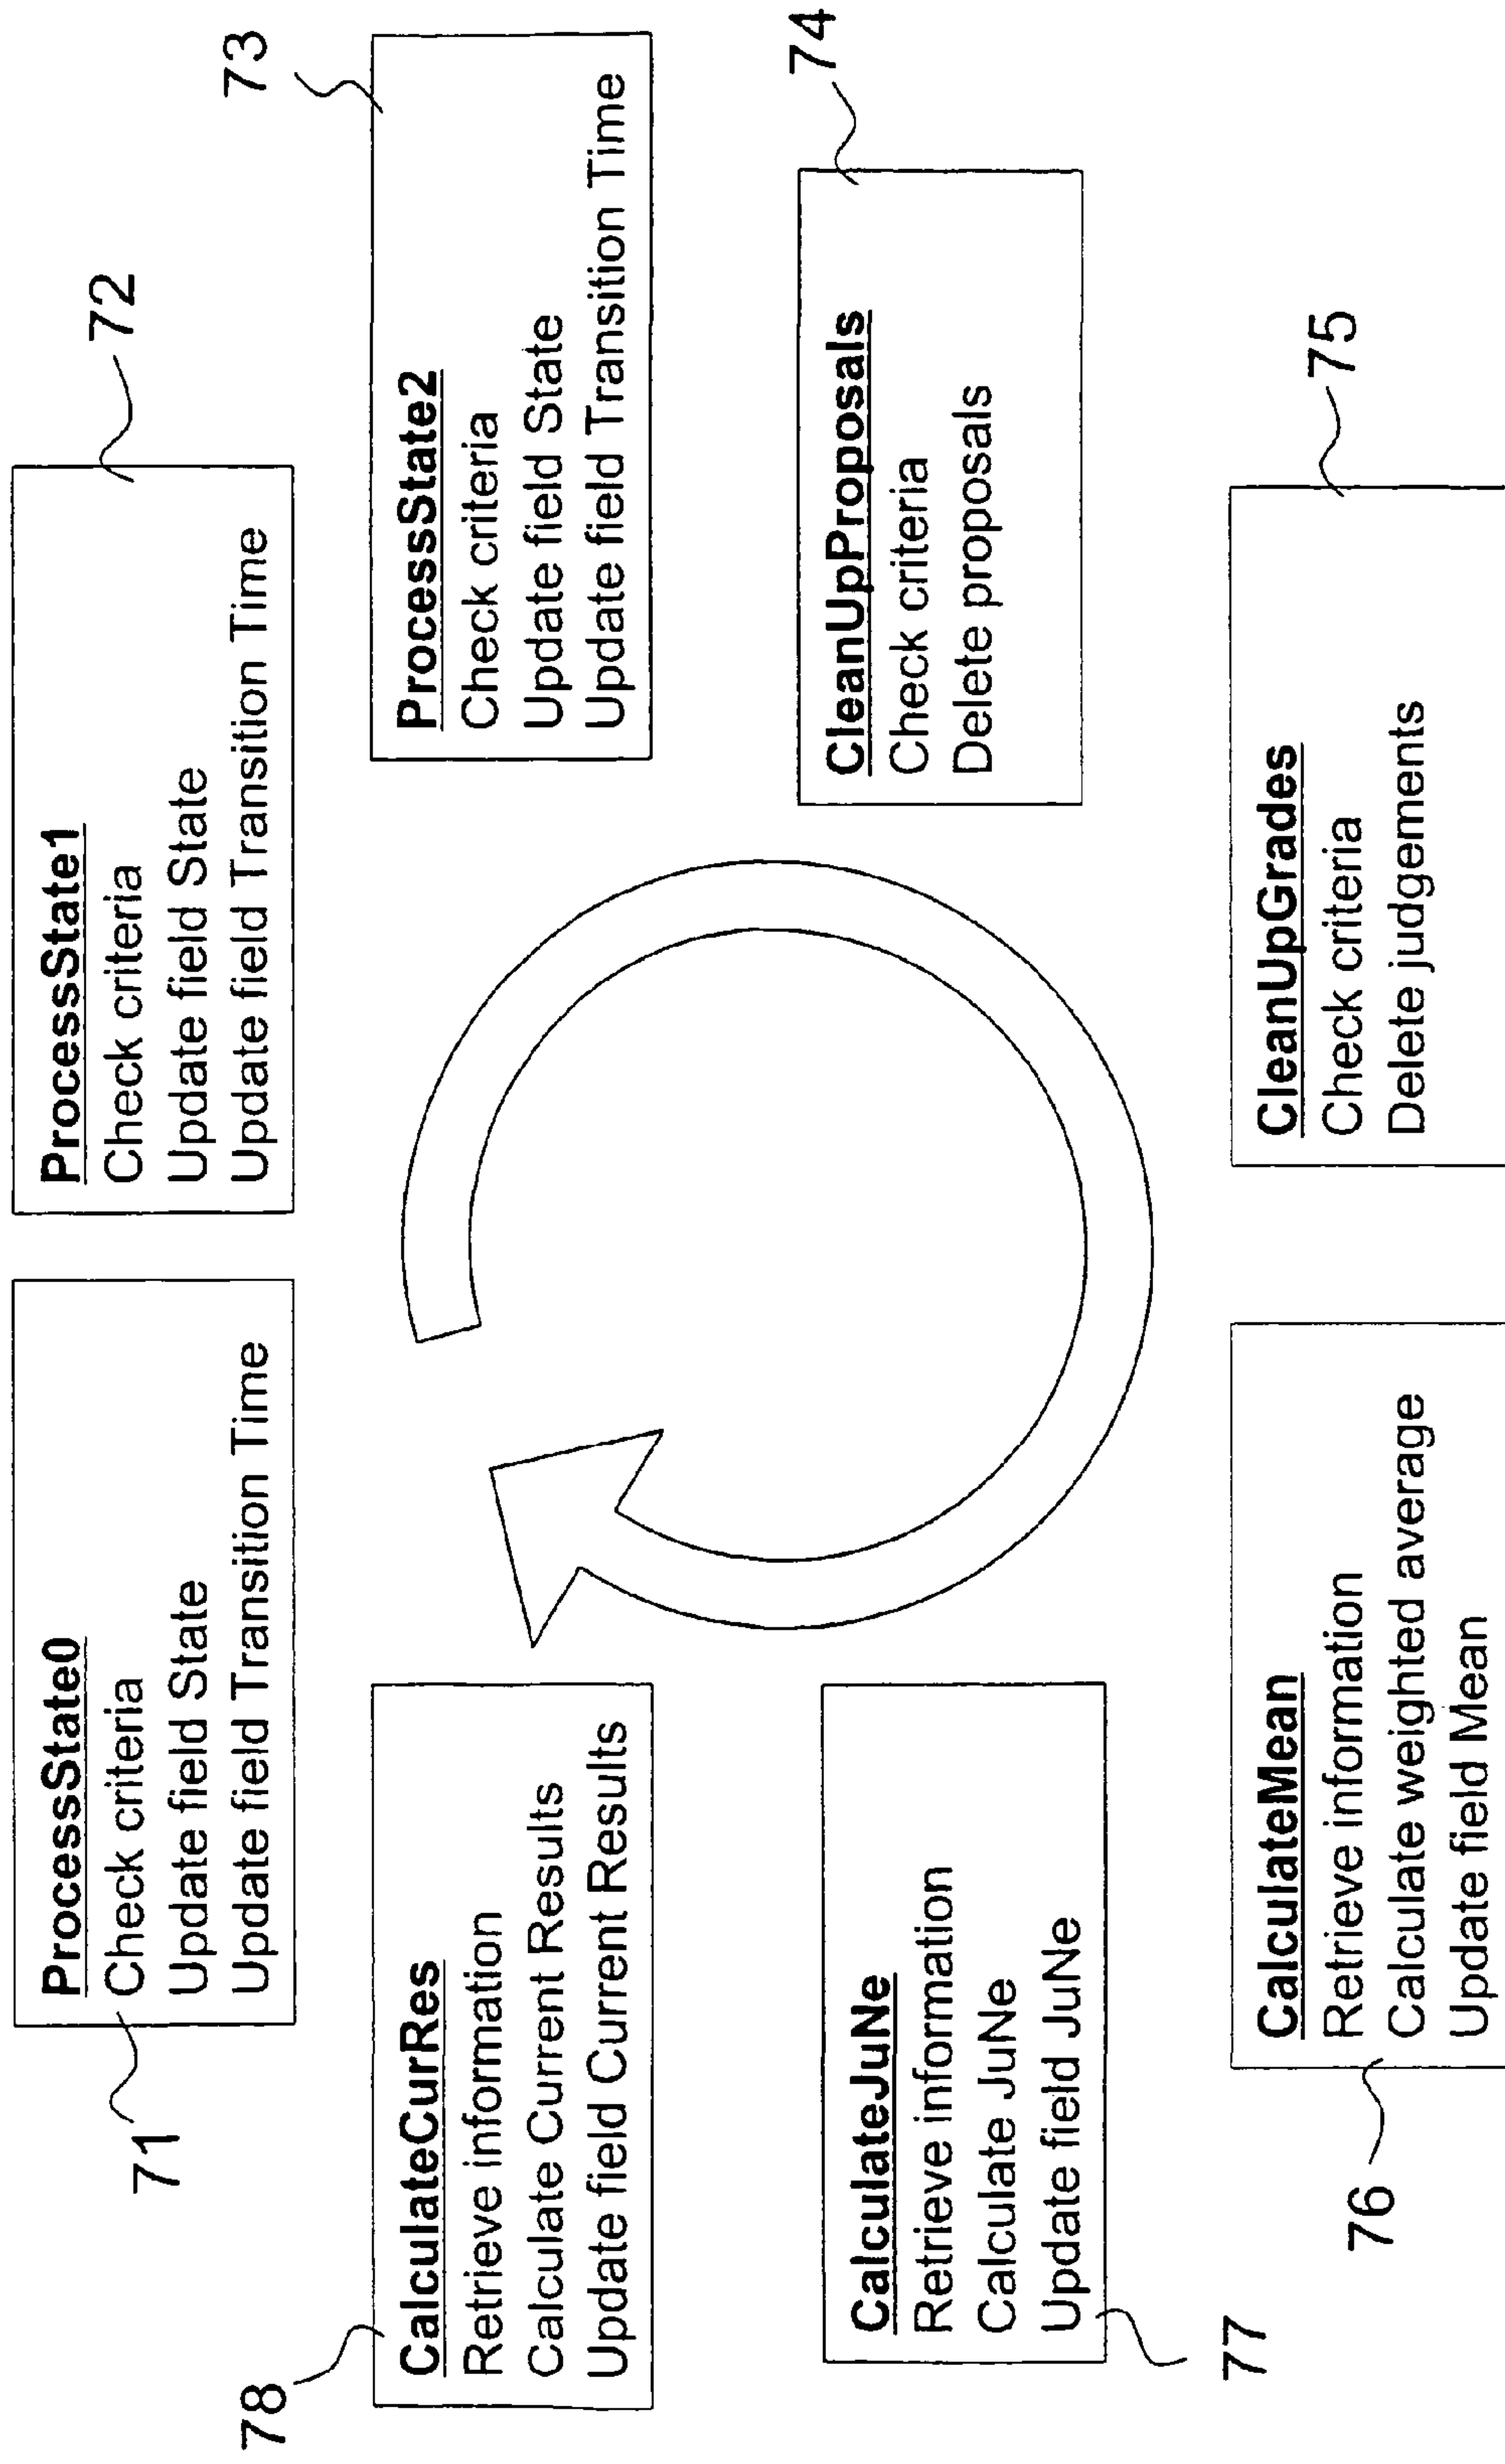 71
ProcessState0
Check criteria
Update field State
Update field Transition Time
72
ProcessState1
Check criteria
Update field State
Update field Transition Time
73
ProcessState2
Check criteria
Update field State
Update field Transition Time
74
CleanUpProposals
Check criteria
Delete proposals
75
CleanUpGrades
Check criteria
Delete judgements
76
CalculateMean
Retrieve information
Calculate weighted average
Update field Mean
77
CalculateJuNe
Retrieve information
Calculate JuNe
Update field JuNe
78
CalculateCurRes
Retrieve information
Calculate Current Results
Update field Current Results